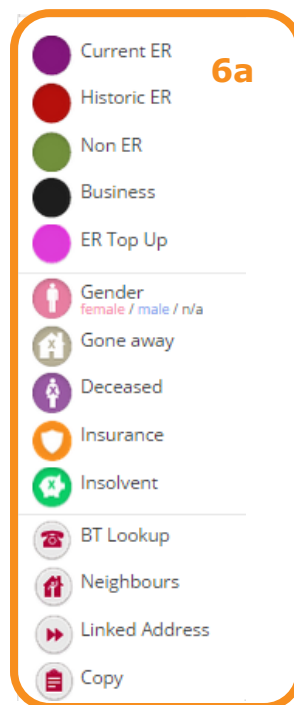 6a
Current ER
Historic ER
Non ER
Business
ER Top Up
Gender
female / male / n/a
Gone away
Deceased
Insurance
Insolvent
BT Lookup
Neighbours
Linked Address
Copy